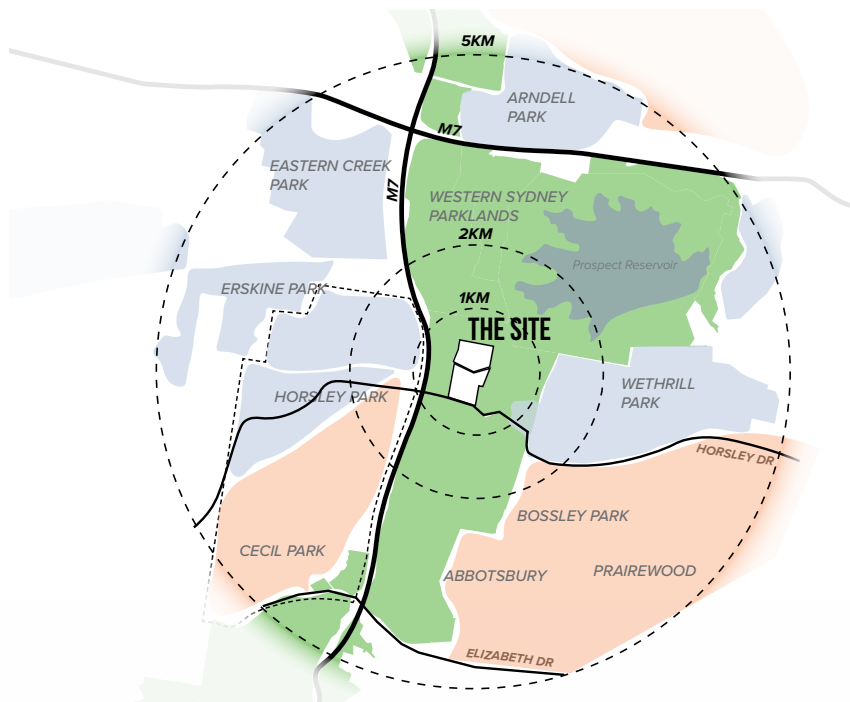 5KM
ARNDELL
PARK
M7
EASTERN CREEK
PARK
M7
WESTERN SYDNEY
PARKLANDS
2KM
Prospect Reservoir
ERSKINE PARK
1KM
THE SITE
WETHRILL
PARK
HORSLEY PARK
HORSLEY DR
BOSSLEY PARK
CECIL PARK
ABBOTSBURY
PRAIREWOOD
ELIZABETH DR